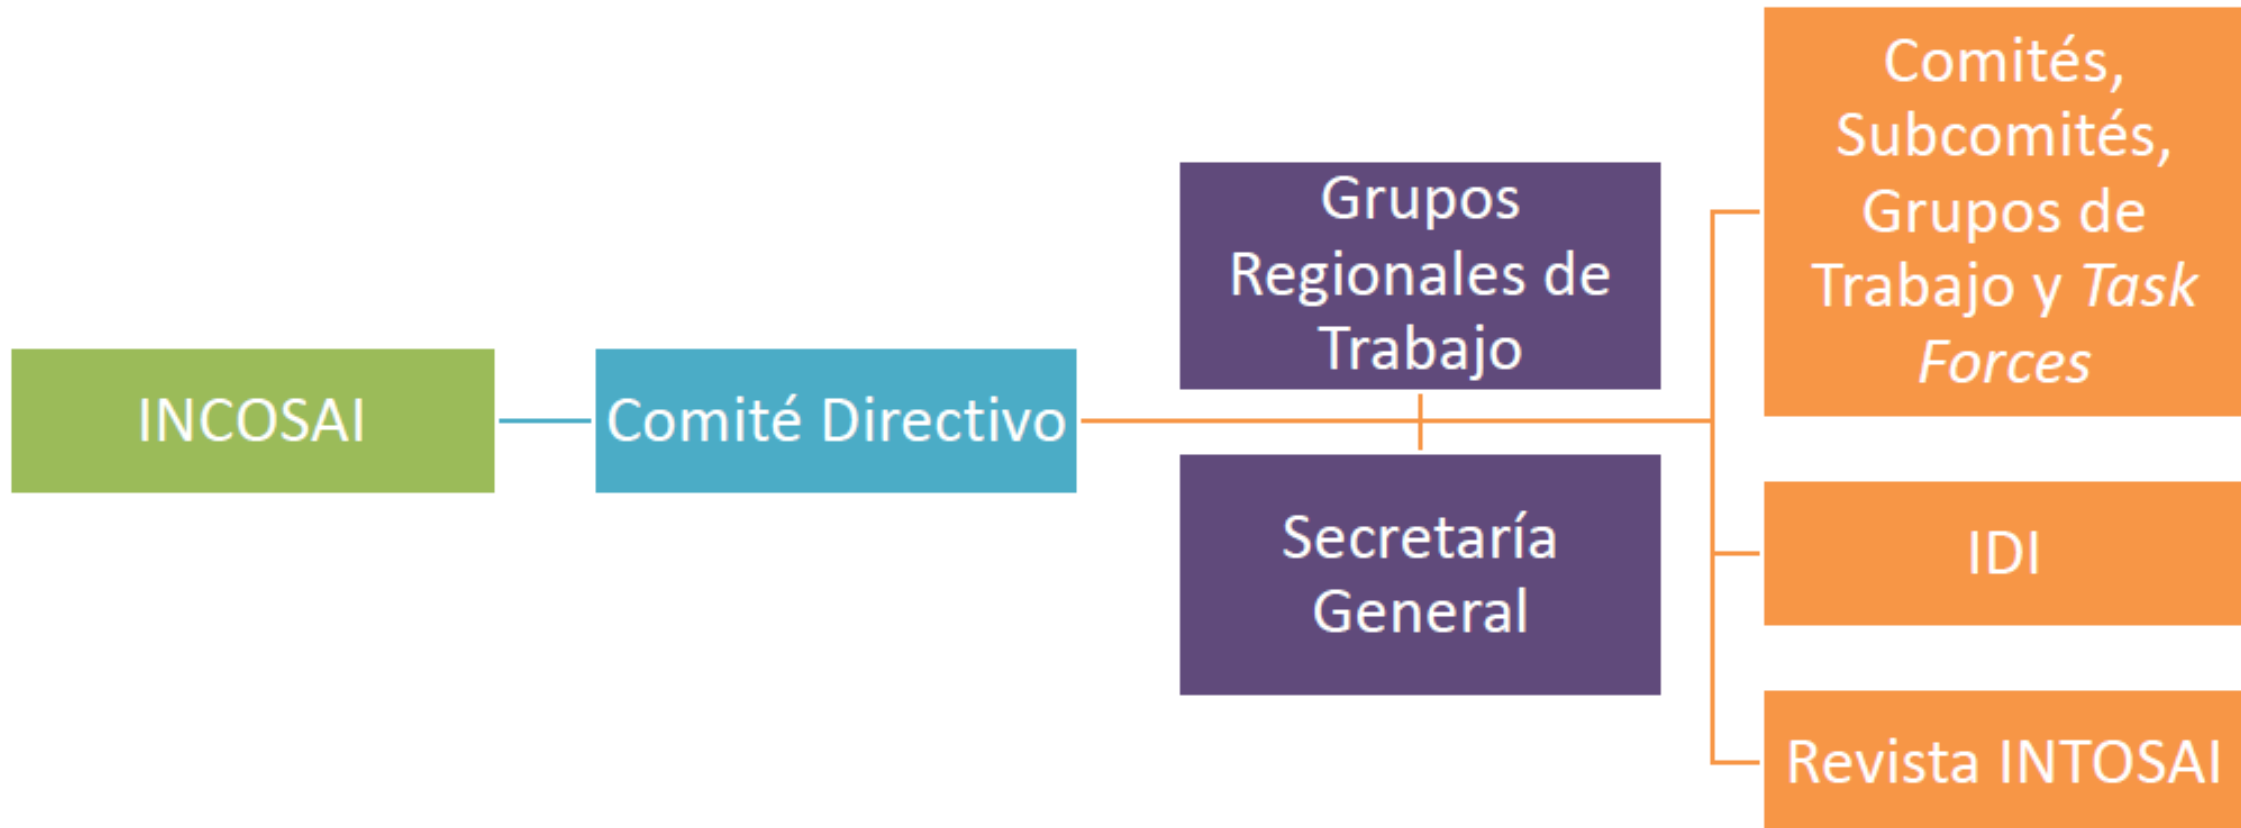 INCOSAI
Comité Directivo
Grupos
Regionales de
Trabajo
Secretaría
General
Comités,
Subcomités,
Grupos de
Trabajo y Task
Forces
IDI
Revista INTOSAI